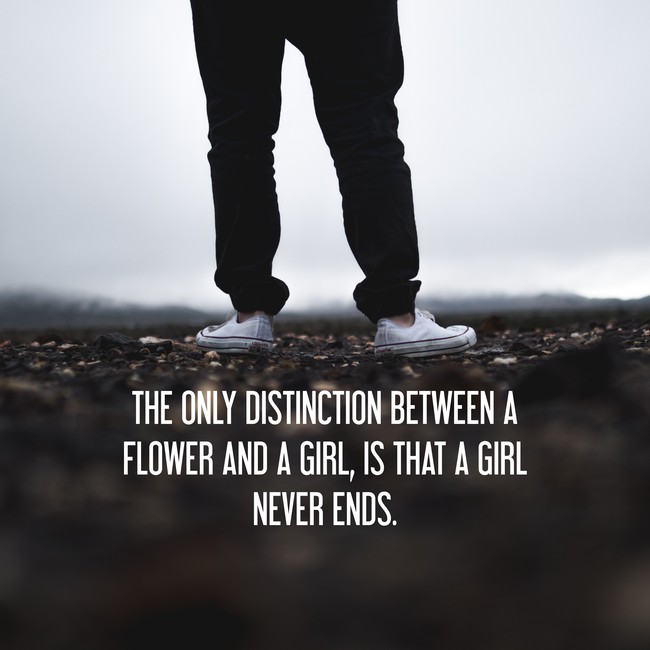 THE ONLY DISTINCTION BETWEEN A
FLOWER AND A GIRL, IS THAT A GIRL
NEVER ENDS.